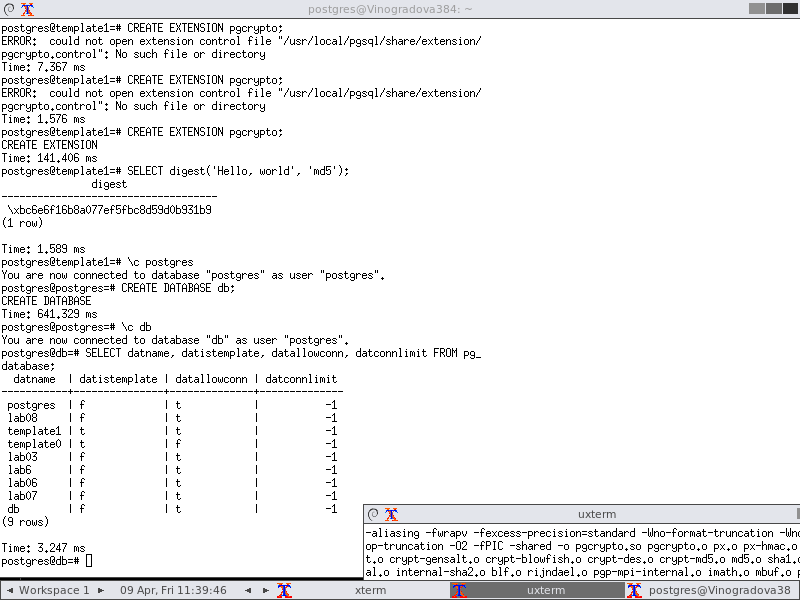 postgres@Vinogradova384: ~
postgres@template1=# CREATE EXTENSION pgcrypto;
ERROR:  could not open extension control file "/usr/local/pgsql/share/extension/
pgcrypto.control": No such file or directory
Time: 7.367 ms
postgres@template1=# CREATE EXTENSION pgcrypto;
ERROR:  could not open extension control file "/usr/local/pgsql/share/extension/
pgcrypto.control": No such file or directory
Time: 1.576 ms
postgres@template1=# CREATE EXTENSION pgcrypto;
CREATE EXTENSION
Time: 141.406 ms
postgres@template1=# SELECT digest('Hello, world', 'md5');
               digest
------------------------------------
 \xbc6e6f16b8a077ef5fbc8d59d0b931b9
(1 row)
Time: 1.589 ms
postgres@template1=# \c postgres
You are now connected to database "postgres" as user "postgres".
postgres@postgres=# CREATE DATABASE db;
CREATE DATABASE
Time: 641.329 ms
postgres@postgres=# \c db
You are now connected to database "db" as user "postgres".
postgres@db=# SELECT datname, datistemplate, datallowconn, datconnlimit FROM pg_
database;
  datname  | datistemplate | datallowconn | datconnlimit
-----------+---------------+--------------+--------------
 postgres  | f             | t            |           -1
 lab08     | f             | t            |           -1
 template1 | t             | t            |           -1
 template0 | t             | f            |           -1
 lab03     | f             | t            |           -1
 lab6      | f             | t            |           -1
 lab06     | f             | t            |           -1
 lab07     | f             | t            |           -1
 db        | f             | t            |           -1
(9 rows)
Time: 3.247 ms
postgres@db=#
uxterm
-aliasing -fwrapv -fexcess-precision=standard -Wno-format-truncation -Wno
op-truncation -O2 -fPIC -shared -o pgcrypto.so pgcrypto.o px.o px-hmac.o
t.o crypt-gensalt.o crypt-blowfish.o crypt-des.o crypt-md5.o md5.o sha1.
al.o internal-sha2.o blf.o rijndael.o pgp-mpi-internal.o imath.o mbuf.o p
Workspace 1 09 Apr, Fri 11:39:46 xterm uxterm postgres@Vinogradova38